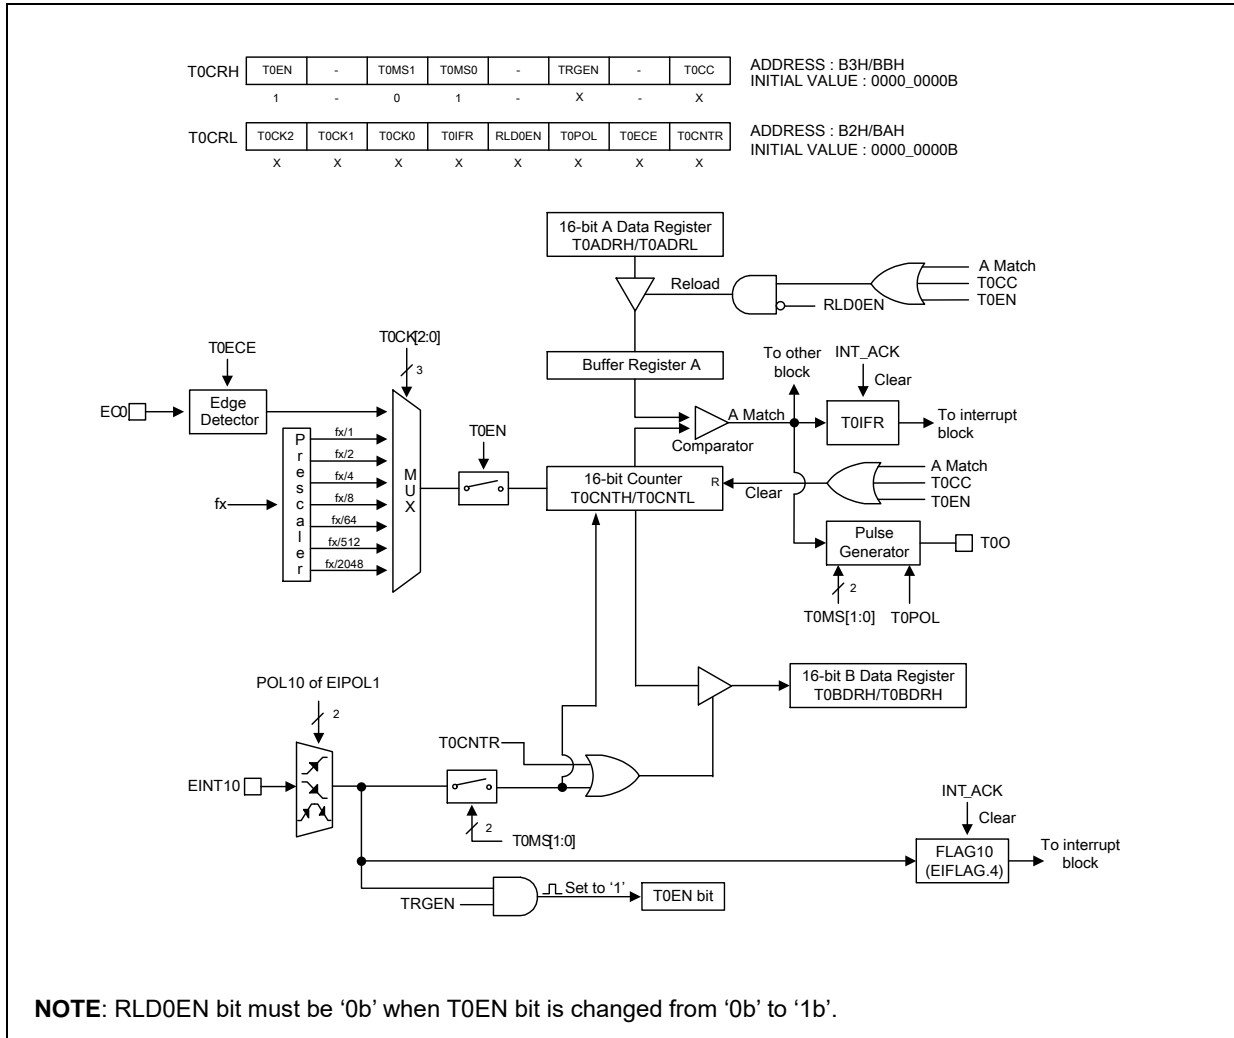 T0CRH T0EN - T0MS1 T0MS0 - TRGEN - T0CC ADDRESS : B3H/BBH
INITIAL VALUE : 0000_0000B
1 - 0 1 - X - X
T0CRL T0CK2 T0CK1 T0CK0 T0IFR RLD0EN T0POL T0ECE T0CNTR ADDRESS : B2H/BAH
INITIAL VALUE : 0000_0000B
X X X X X X X X
16-bit A Data Register
T0ADRH/T0ADRL
Reload
A Match
T0CC
T0EN
RLD0EN
T0CK[2:0]
3
T0ECE
Buffer Register A
To other
block
INT_ACK
Clear
EC0
Edge
Detector
A Match
T0IFR
To interrupt
block
Comparator
Prescaler
fx/1
fx/2
fx/4
fx/8
fx/64
fx/512
fx/2048
fx
MUX
T0EN
16-bit Counter
T0CNTH/T0CNTL
R
Clear
A Match
T0CC
T0EN
Pulse
Generator
T0O
2
T0MS[1:0]
T0POL
POL10 of EIPOL1
2
16-bit B Data Register
T0BDRH/T0BDRH
T0CNTR
EINT10
2
T0MS[1:0]
INT_ACK
Clear
FLAG10
(EIFLAG.4)
To interrupt
block
TRGEN
Set to ‘1’
T0EN bit
NOTE: RLD0EN bit must be ‘0b’ when T0EN bit is changed from ‘0b’ to ‘1b’.